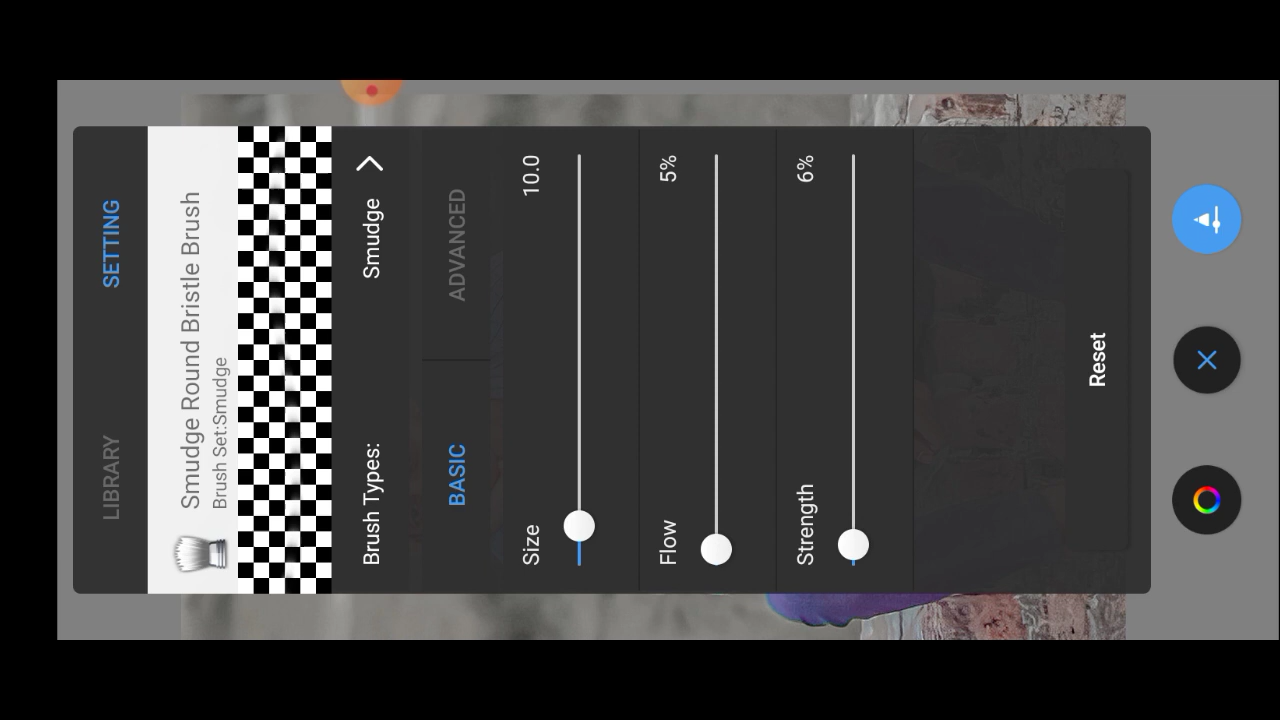 LIBRARY SETTING
Smudge Round Bristle Brush
Brush Set:Smudge
Brush Types: Smudge
BASIC ADVANCED
Size 10.0
Flow 5%
Strength 6%
Reset